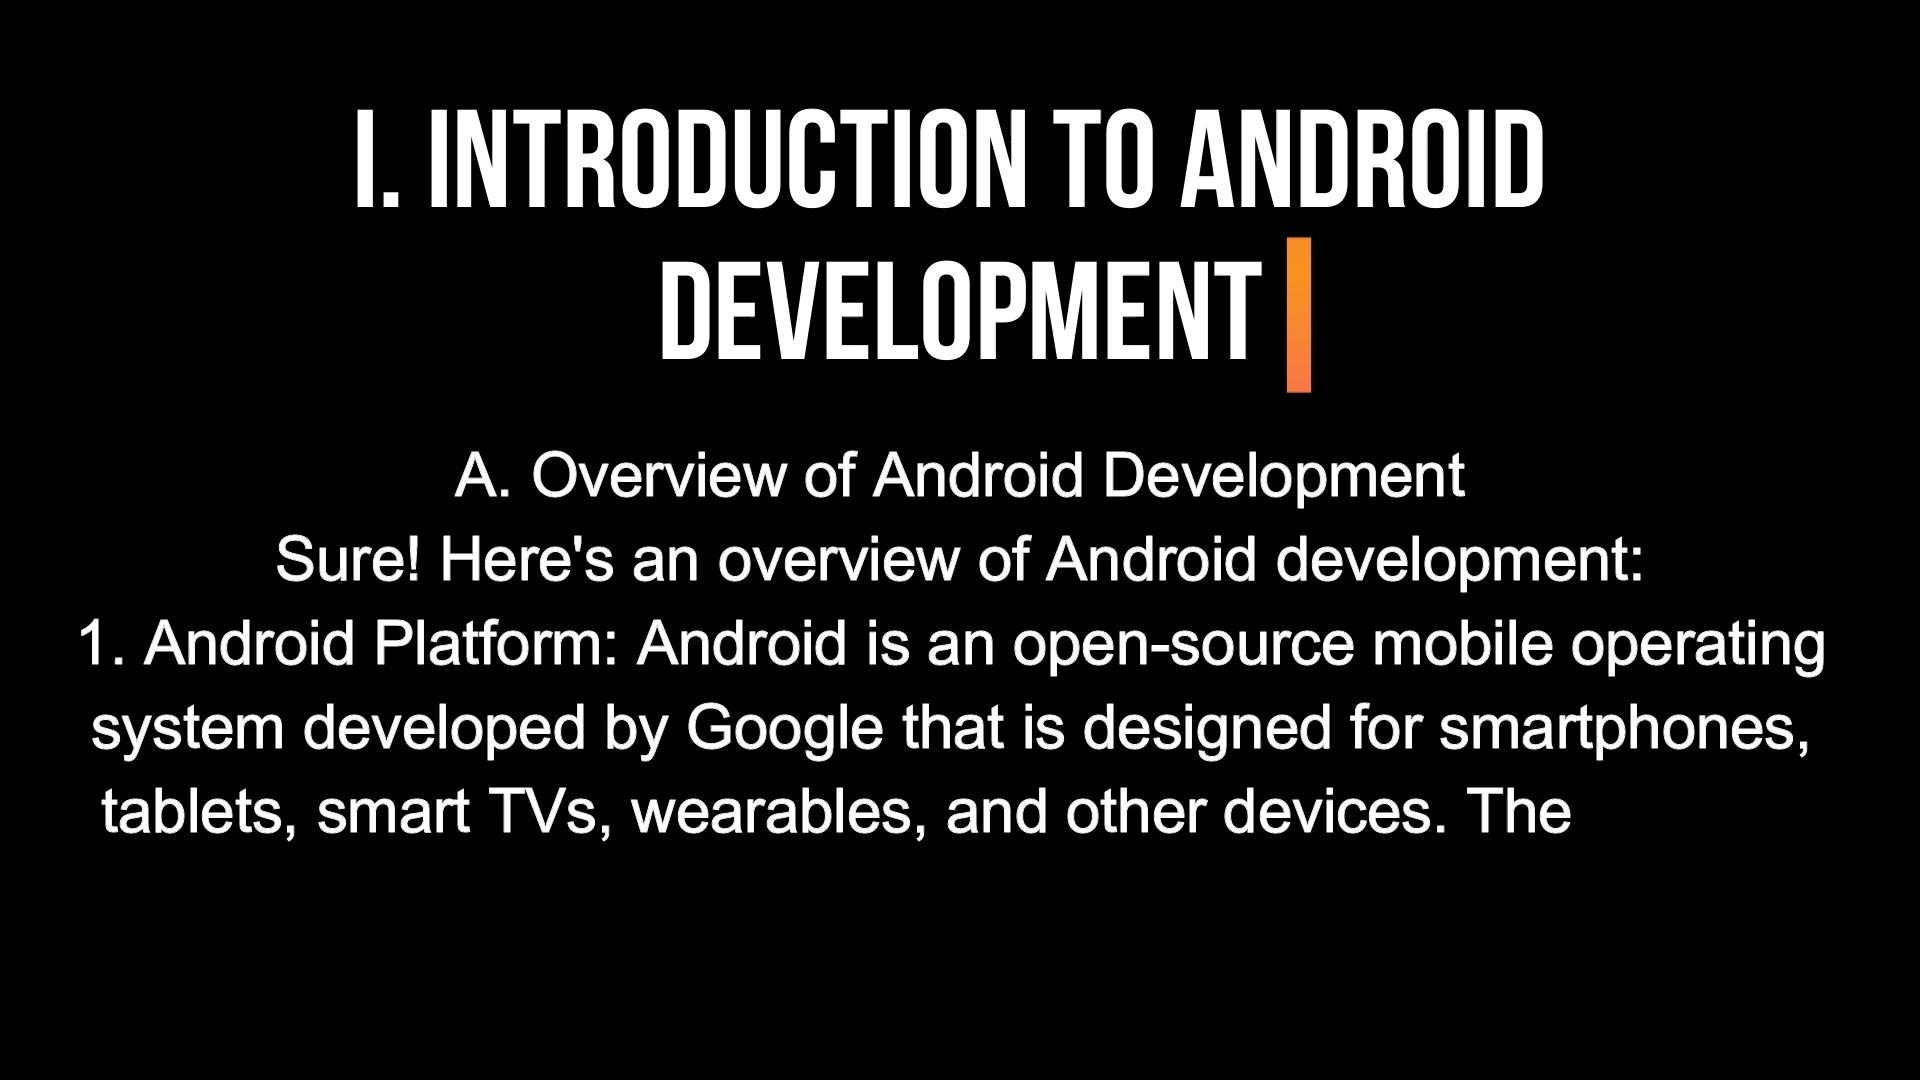 I. INTRODUCTION TO ANDROID
DEVELOPMENT
A. Overview of Android Development
Sure! Here's an overview of Android development:
1. Android Platform: Android is an open-source mobile operating
system developed by Google that is designed for smartphones,
tablets, smart TVs, wearables, and other devices. The